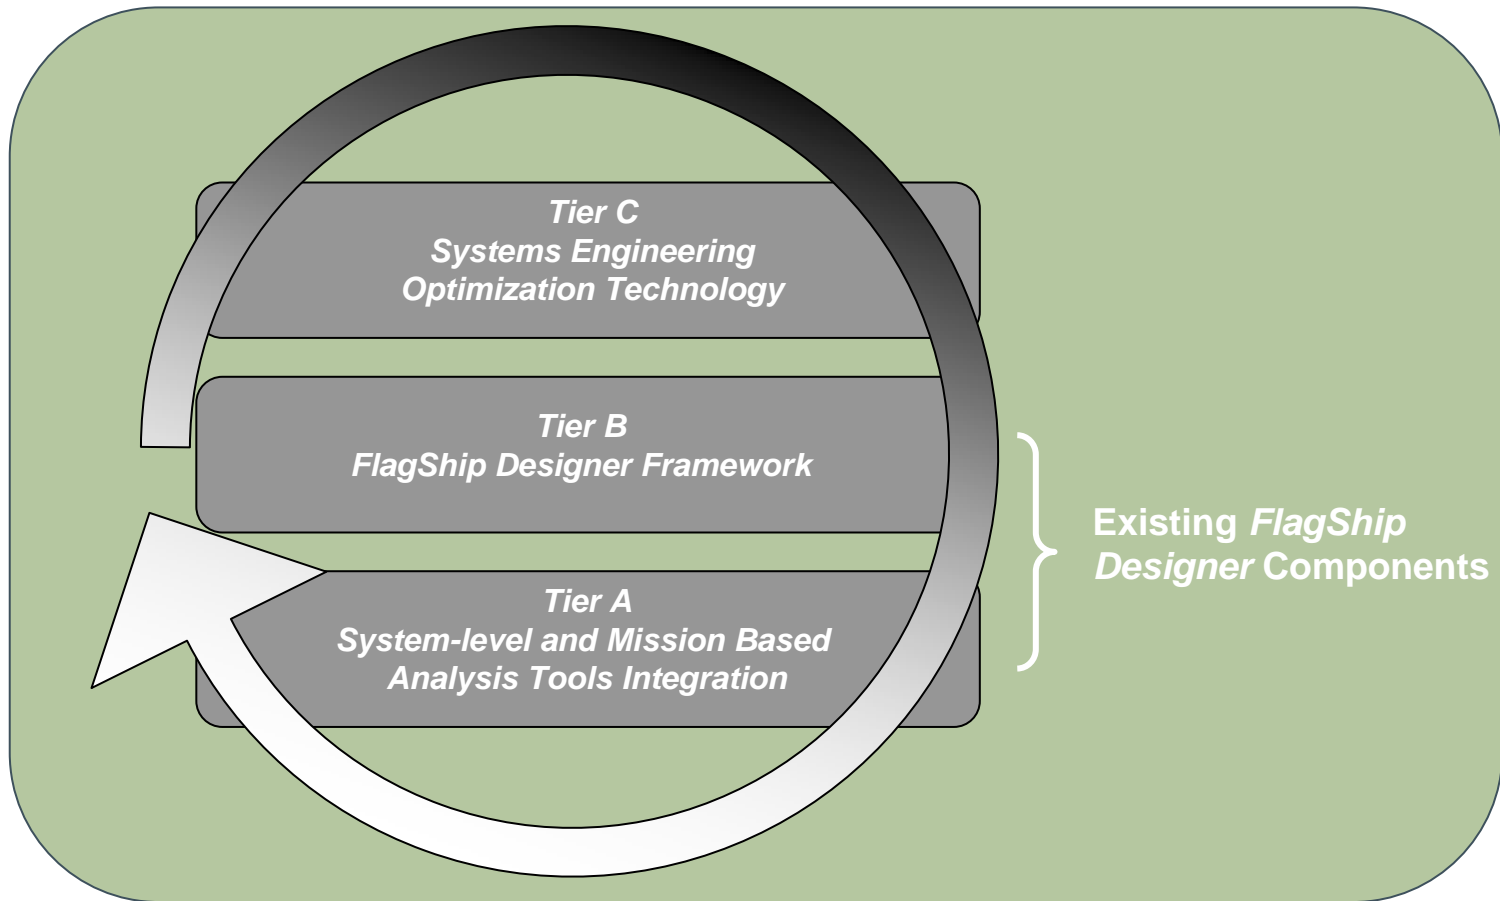 Tier C
Systems Engineering
Optimization Technology
Tier B
FlagShip Designer Framework
Existing FlagShip
Designer Components
Tier A
System-level and Mission Based
Analysis Tools Integration